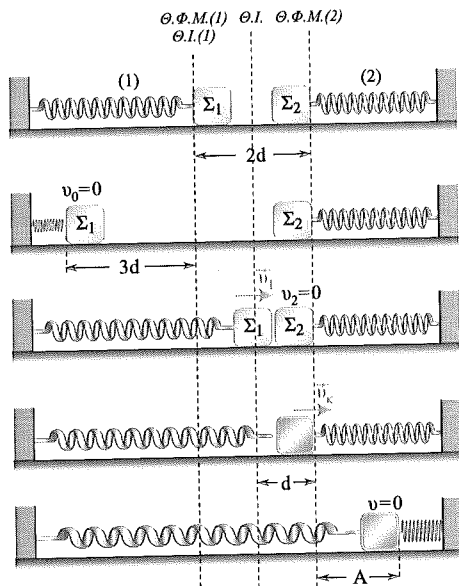 Θ.Φ.Μ.(1) Θ.Ι. Θ.Φ.Μ.(2)
Θ.Ι.(1)
(1) (2)
Σ₁ Σ₂
2d
υ₀=0
Σ₁ Σ₂
3d
υ₁ υ₂=0
Σ₁ Σ₂
υκ
d
υ=0
A